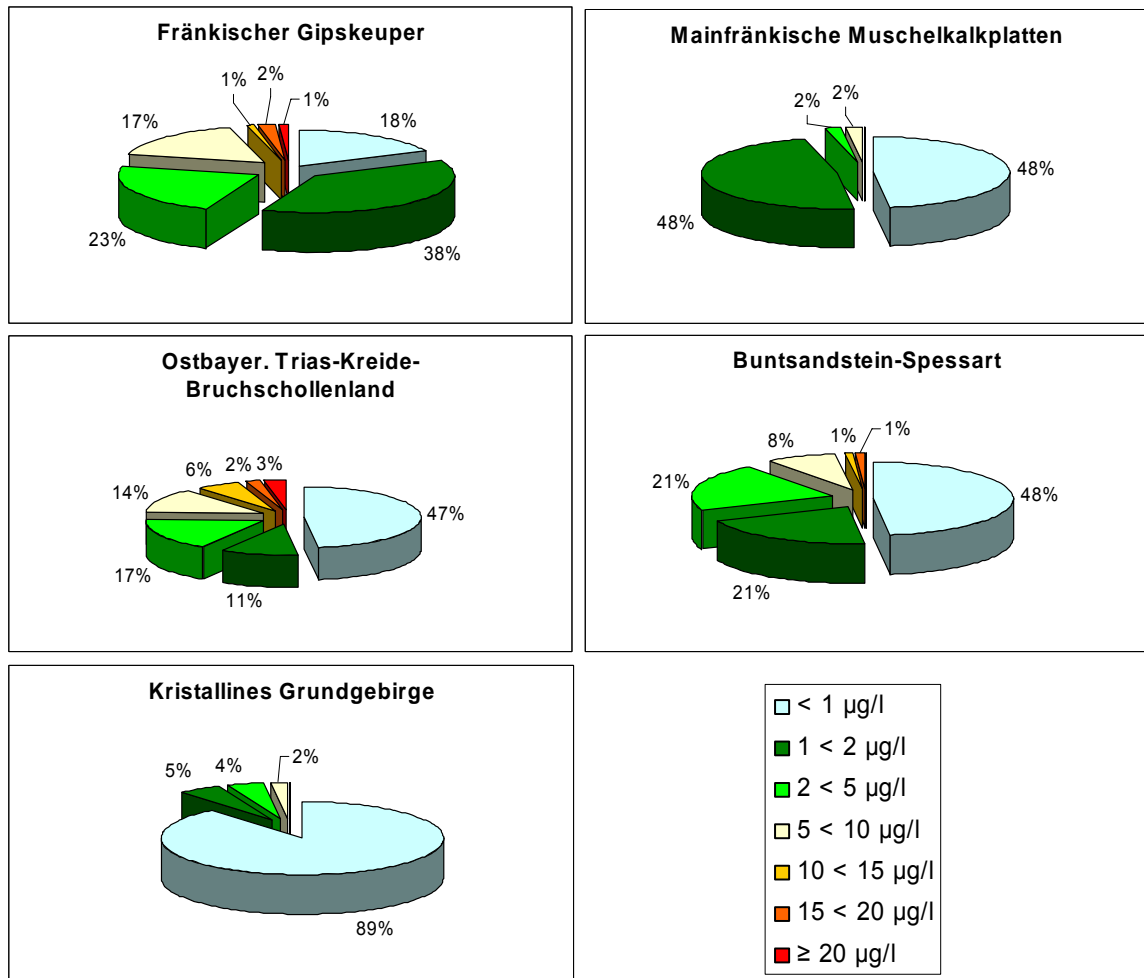 Fränkischer Gipskeuper
1%
2%
1%
17%
18%
23%
38%
Mainfränkische Muschelkalkplatten
2%
2%
48%
48%
Ostbayer. Trias-Kreide-
Bruchschollenland
6%
2%
3%
14%
47%
17%
11%
Buntsandstein-Spessart
8%
1%
1%
21%
48%
21%
Kristallines Grundgebirge
5%
4%
2%
89%
< 1 µg/l
1 < 2 µg/l
2 < 5 µg/l
5 < 10 µg/l
10 < 15 µg/l
15 < 20 µg/l
≥ 20 µg/l